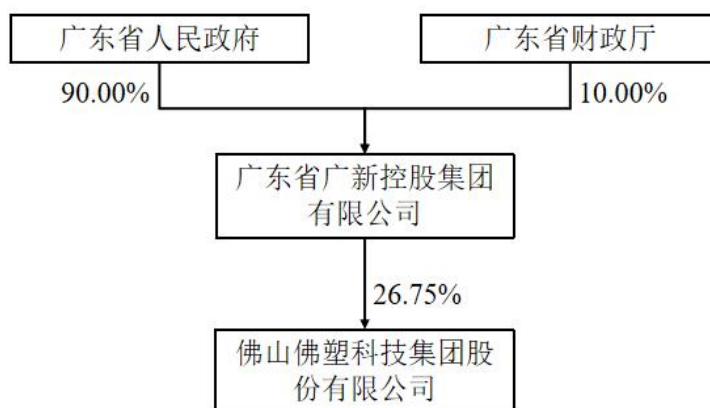 广东省人民政府
广东省财政厅
90.00%
10.00%
广东省广新控股集团
有限公司
26.75%
佛山佛塑科技集团股
份有限公司